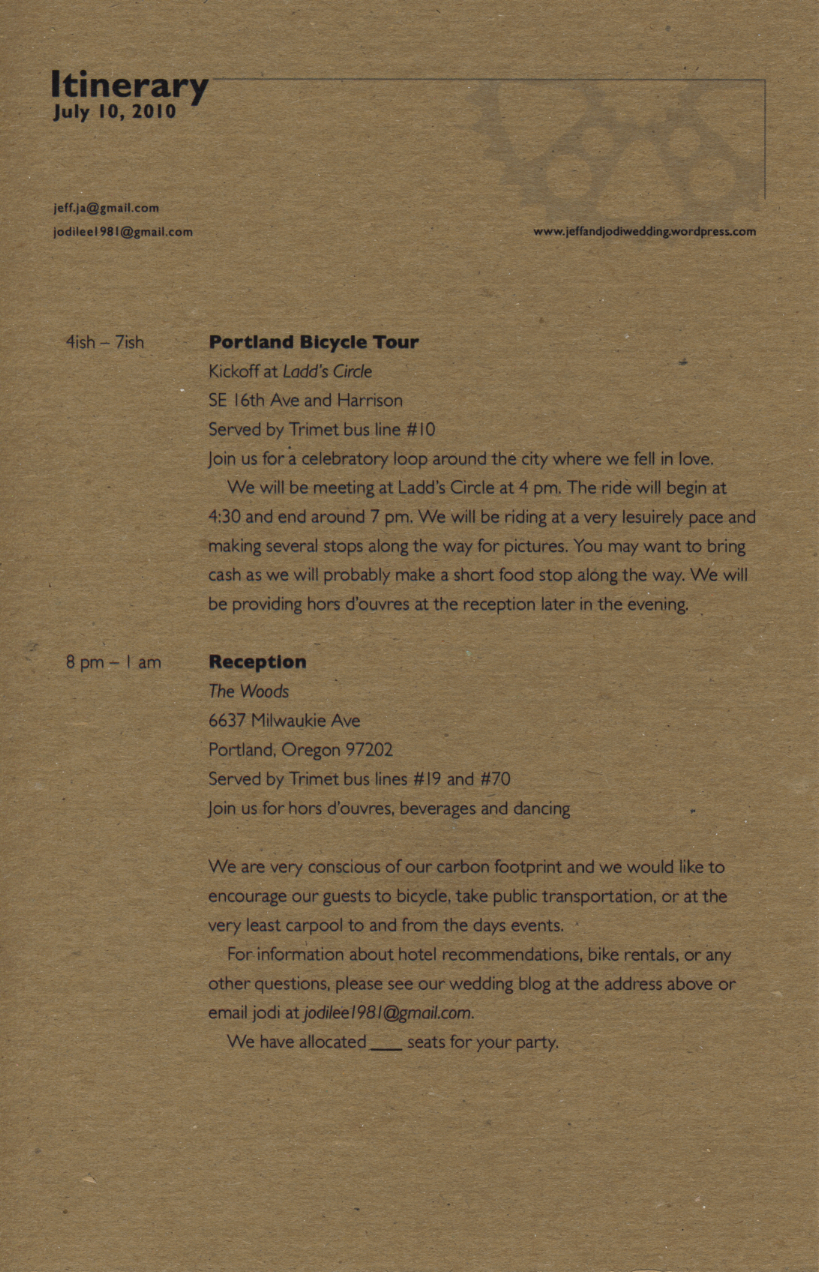 Itinerary
July 10, 2010
jeff.ja@gmail.com
jodilee1981@gmail.com
www.jeffandjodiwedding.wordpress.com
4ish – 7ish
Portland Bicycle Tour
Kickoff at Ladd's Circle
SE 16th Ave and Harrison
Served by Trimet bus line #10
Join us for a celebratory loop around the city where we fell in love.
We will be meeting at Ladd's Circle at 4 pm. The ride will begin at
4:30 and end around 7 pm. We will be riding at a very lesuirely pace and
making several stops along the way for pictures. You may want to bring
cash as we will probably make a short food stop along the way. We will
be providing hors d'ouvres at the reception later in the evening.
8 pm – 1 am
Reception
The Woods
6637 Milwaukie Ave
Portland, Oregon 97202
Served by Trimet bus lines #19 and #70
Join us for hors d'ouvres, beverages and dancing
We are very conscious of our carbon footprint and we would like to
encourage our guests to bicycle, take public transportation, or at the
very least carpool to and from the days events.
For information about hotel recommendations, bike rentals, or any
other questions, please see our wedding blog at the address above or
email jodi at jodilee1981@gmail.com.
We have allocated ___ seats for your party.